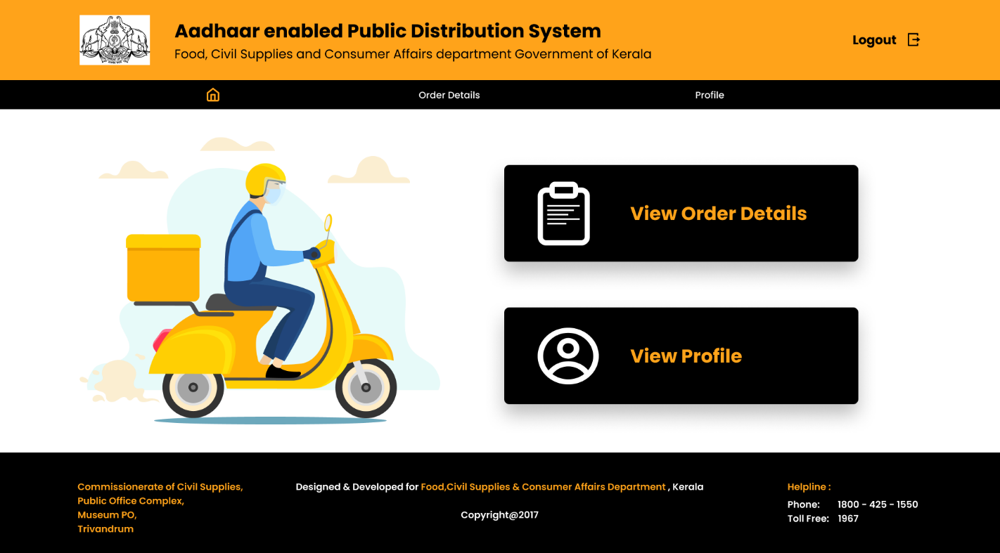 Aadhaar enabled Public Distribution System
Food, Civil Supplies and Consumer Affairs department Government of Kerala
Logout
Order Details
Profile
View Order Details
View Profile
Commissionerate of Civil Supplies,
Public Office Complex,
Museum PO,
Trivandrum
Designed & Developed for Food,Civil Supplies & Consumer Affairs Department , Kerala
Copyright@2017
Helpline :
Phone: 1800 - 425 - 1550
Toll Free: 1967